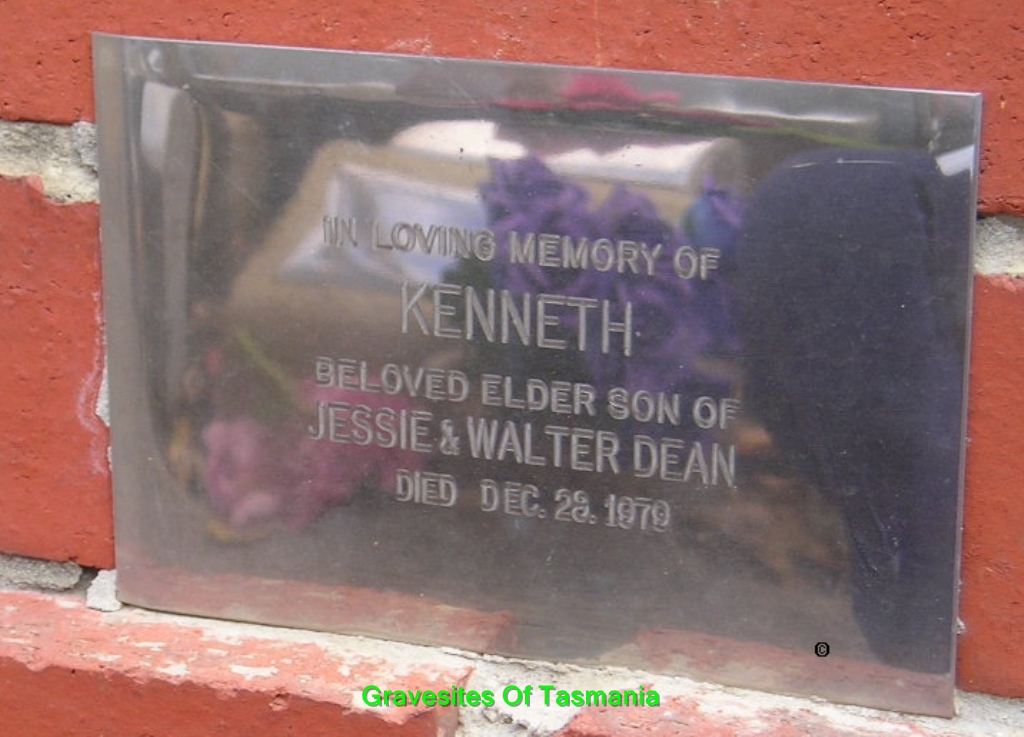 IN LOVING MEMORY OF
KENNETH
BELOVED ELDER SON OF
JESSIE & WALTER DEAN
DIED DEC. 28. 1979
©
Gravesites Of Tasmania